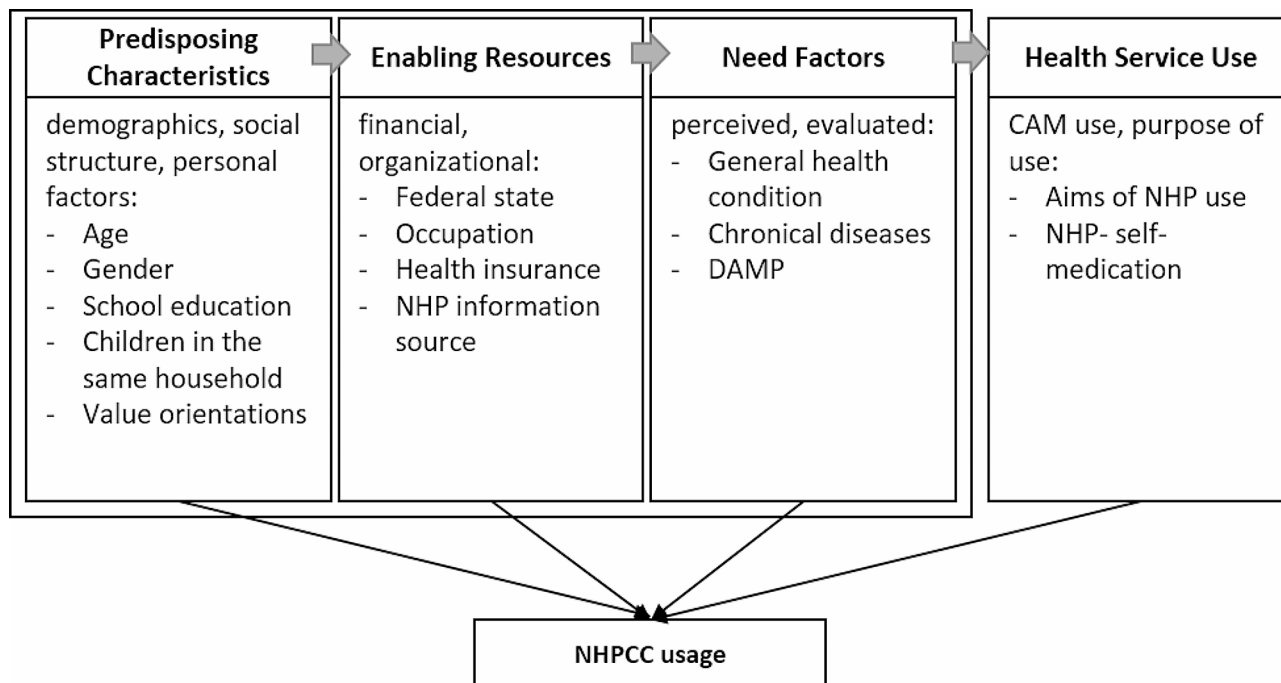 Predisposing
Characteristics
demographics, social
structure, personal
factors:
- Age
- Gender
- School education
- Children in the
same household
- Value orientations
Enabling Resources
financial,
organizational:
- Federal state
- Occupation
- Health insurance
- NHP information
source
Need Factors
perceived, evaluated:
- General health
condition
- Chronical diseases
- DAMP
Health Service Use
CAM use, purpose of
use:
- Aims of NHP use
- NHP- self-
medication
NHPCC usage